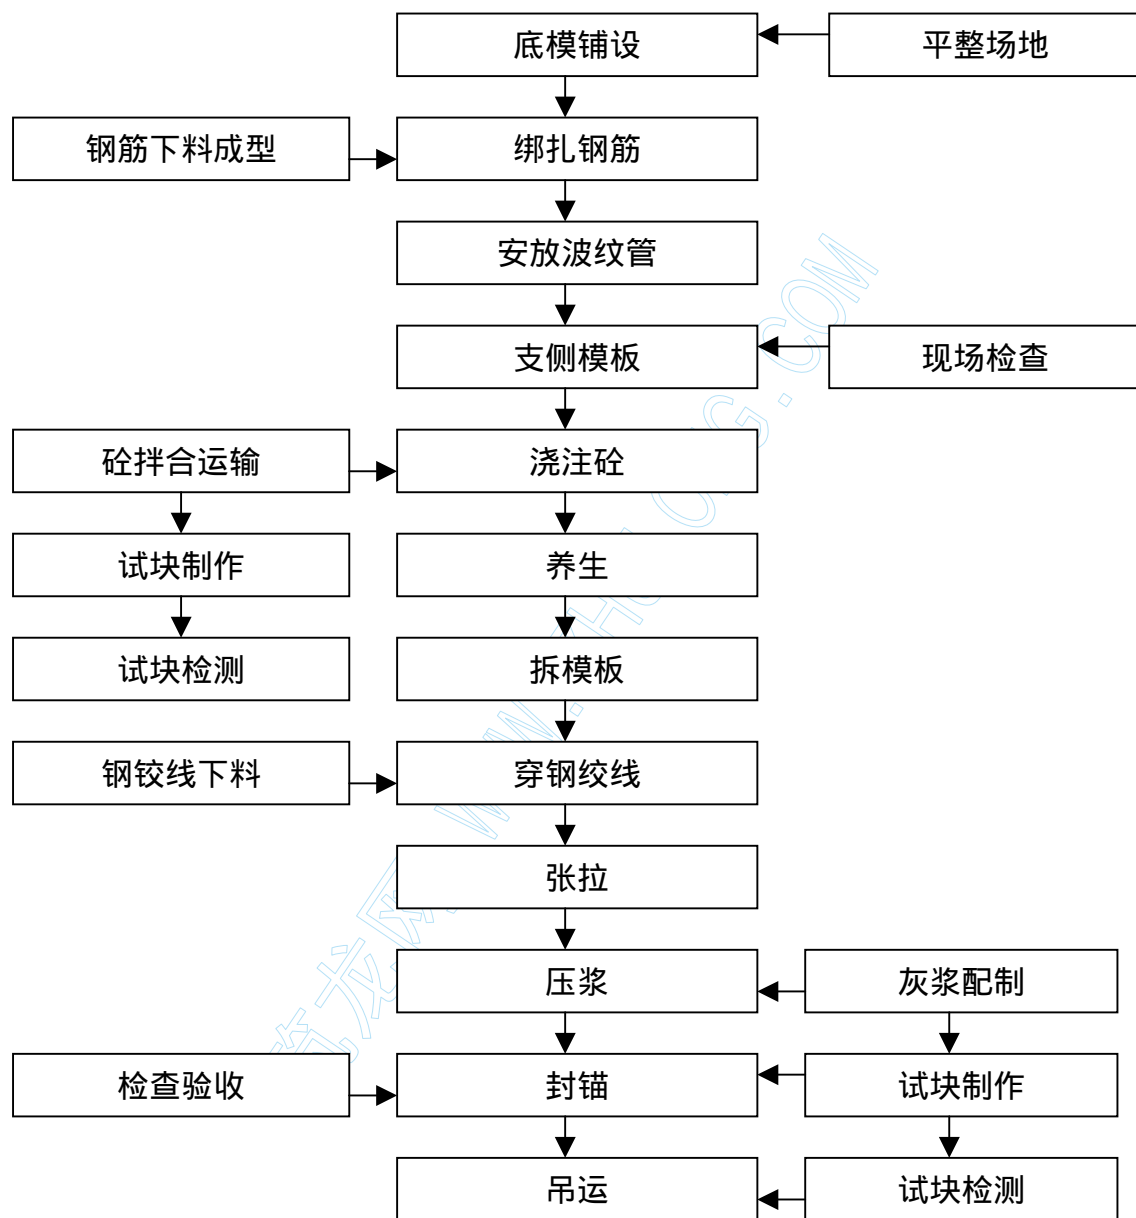 底模铺设
平整场地
钢筋下料成型
绑扎钢筋
安放波纹管
支侧模板
现场检查
砼拌合运输
浇注砼
试块制作
养生
试块检测
拆模板
钢铰线下料
穿钢绞线
张拉
压浆
灰浆配制
检查验收
封锚
试块制作
吊运
试块检测